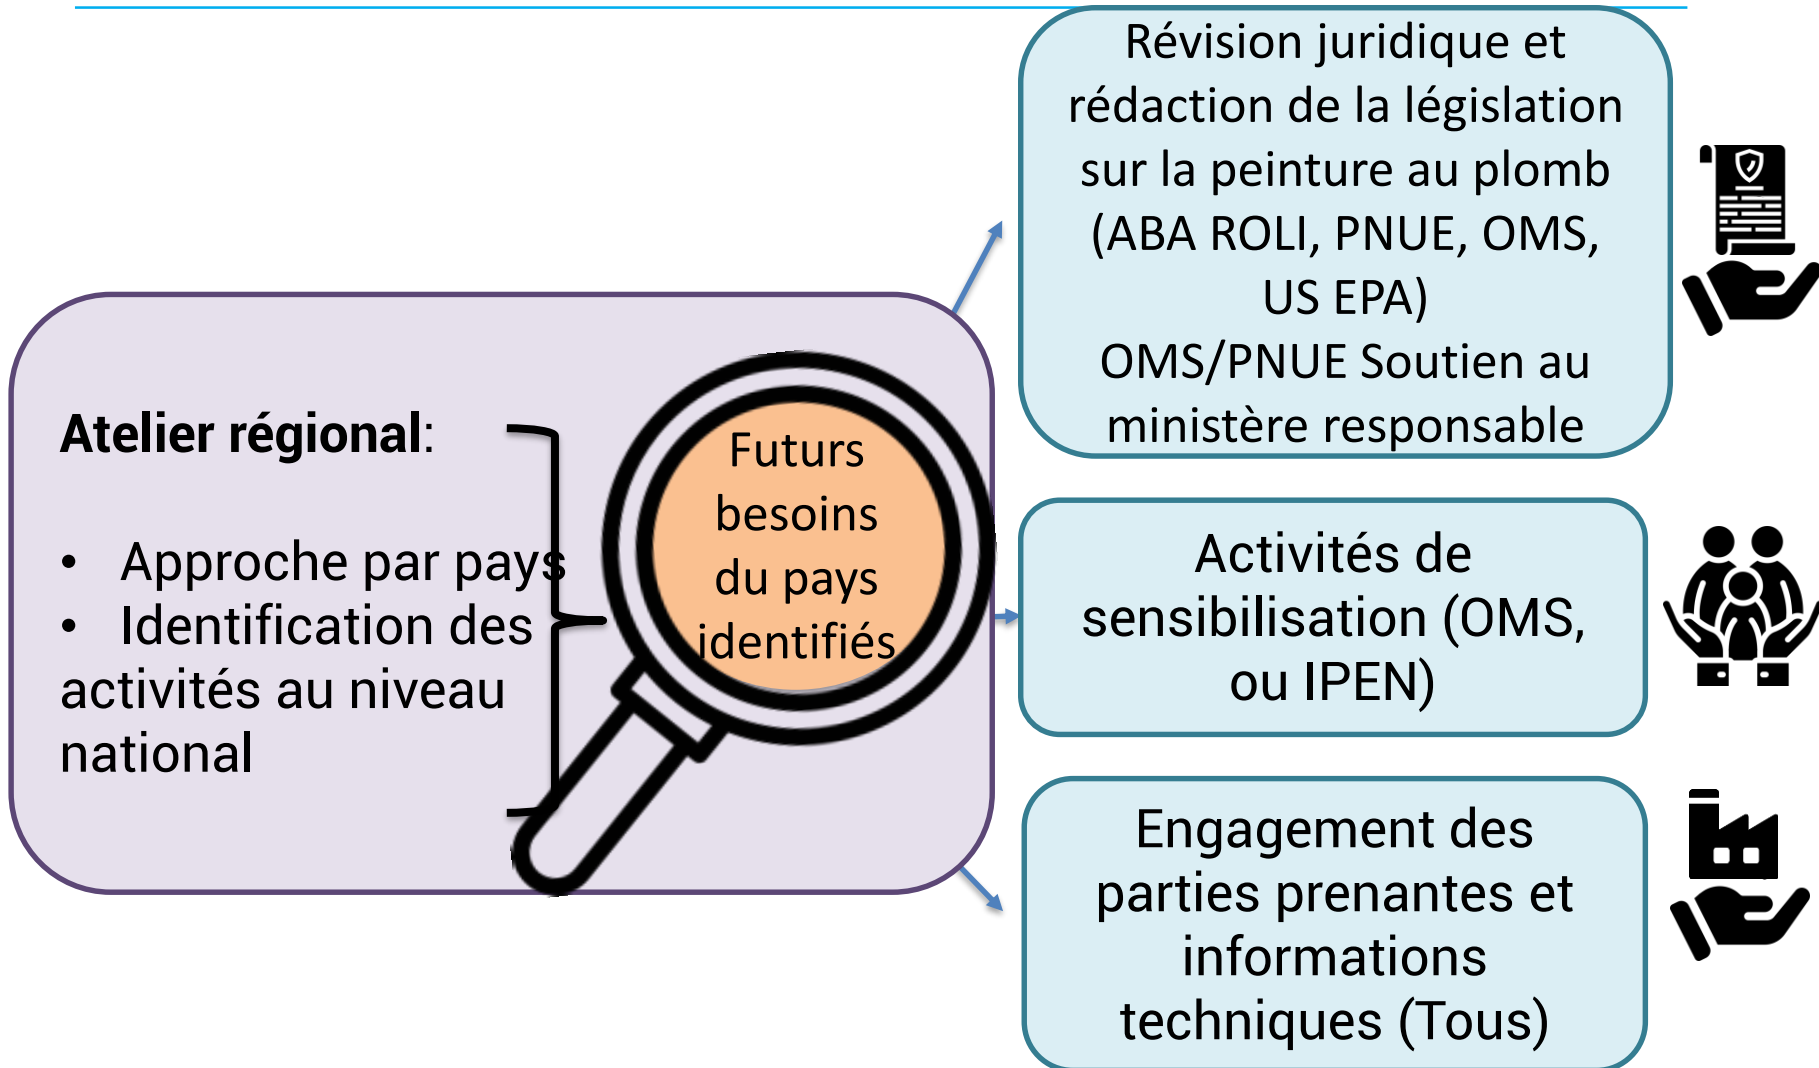 Révision juridique et
rédaction de la législation
sur la peinture au plomb
(ABA ROLI, PNUE, OMS,
US EPA)
OMS/PNUE Soutien au
ministère responsable
Atelier régional:
• Approche par pays
• Identification des
activités au niveau
national
Futurs
besoins
du pays
identifiés
Activités de
sensibilisation (OMS,
ou IPEN)
Engagement des
parties prenantes et
informations
techniques (Tous)